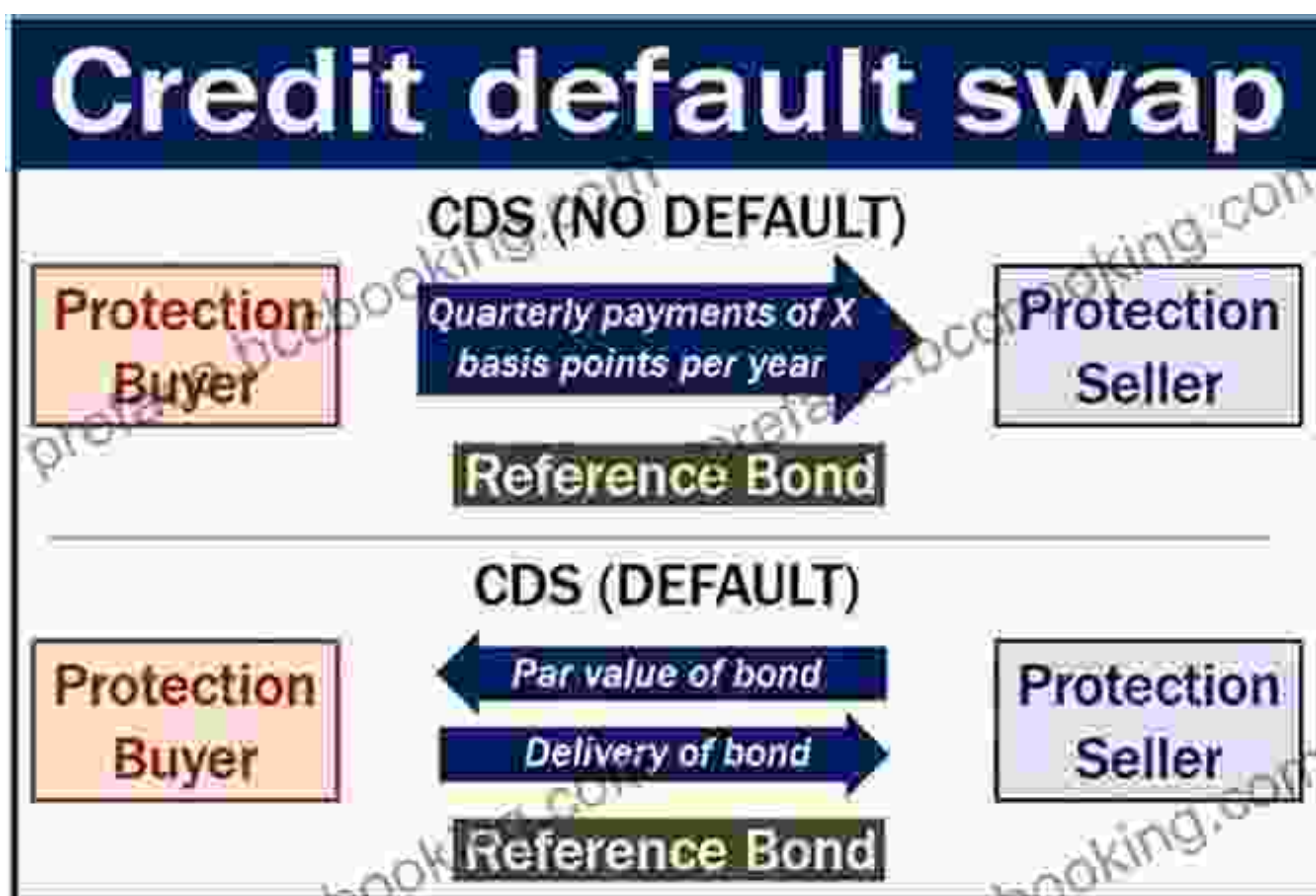 Credit default swap
CDS (NO DEFAULT)
Protection
Buyer
Quarterly payments of X
basis points per year
Protection
Seller
Reference Bond
CDS (DEFAULT)
Protection
Buyer
Par value of bond
Delivery of bond
Protection
Seller
Reference Bond